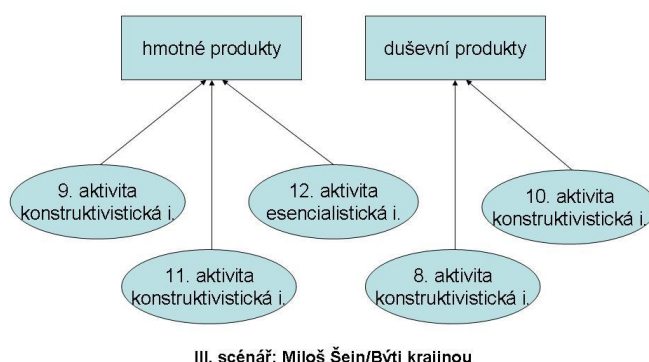 hmotné produkty
duševní produkty
9. aktivita
konstruktivistická i.
12. aktivita
esencialistická i.
10. aktivita
konstruktivistická i.
11. aktivita
konstruktivistická i.
8. aktivita
konstruktivistická i.
III. scénář: Miloš Šejn/Býti krajinou